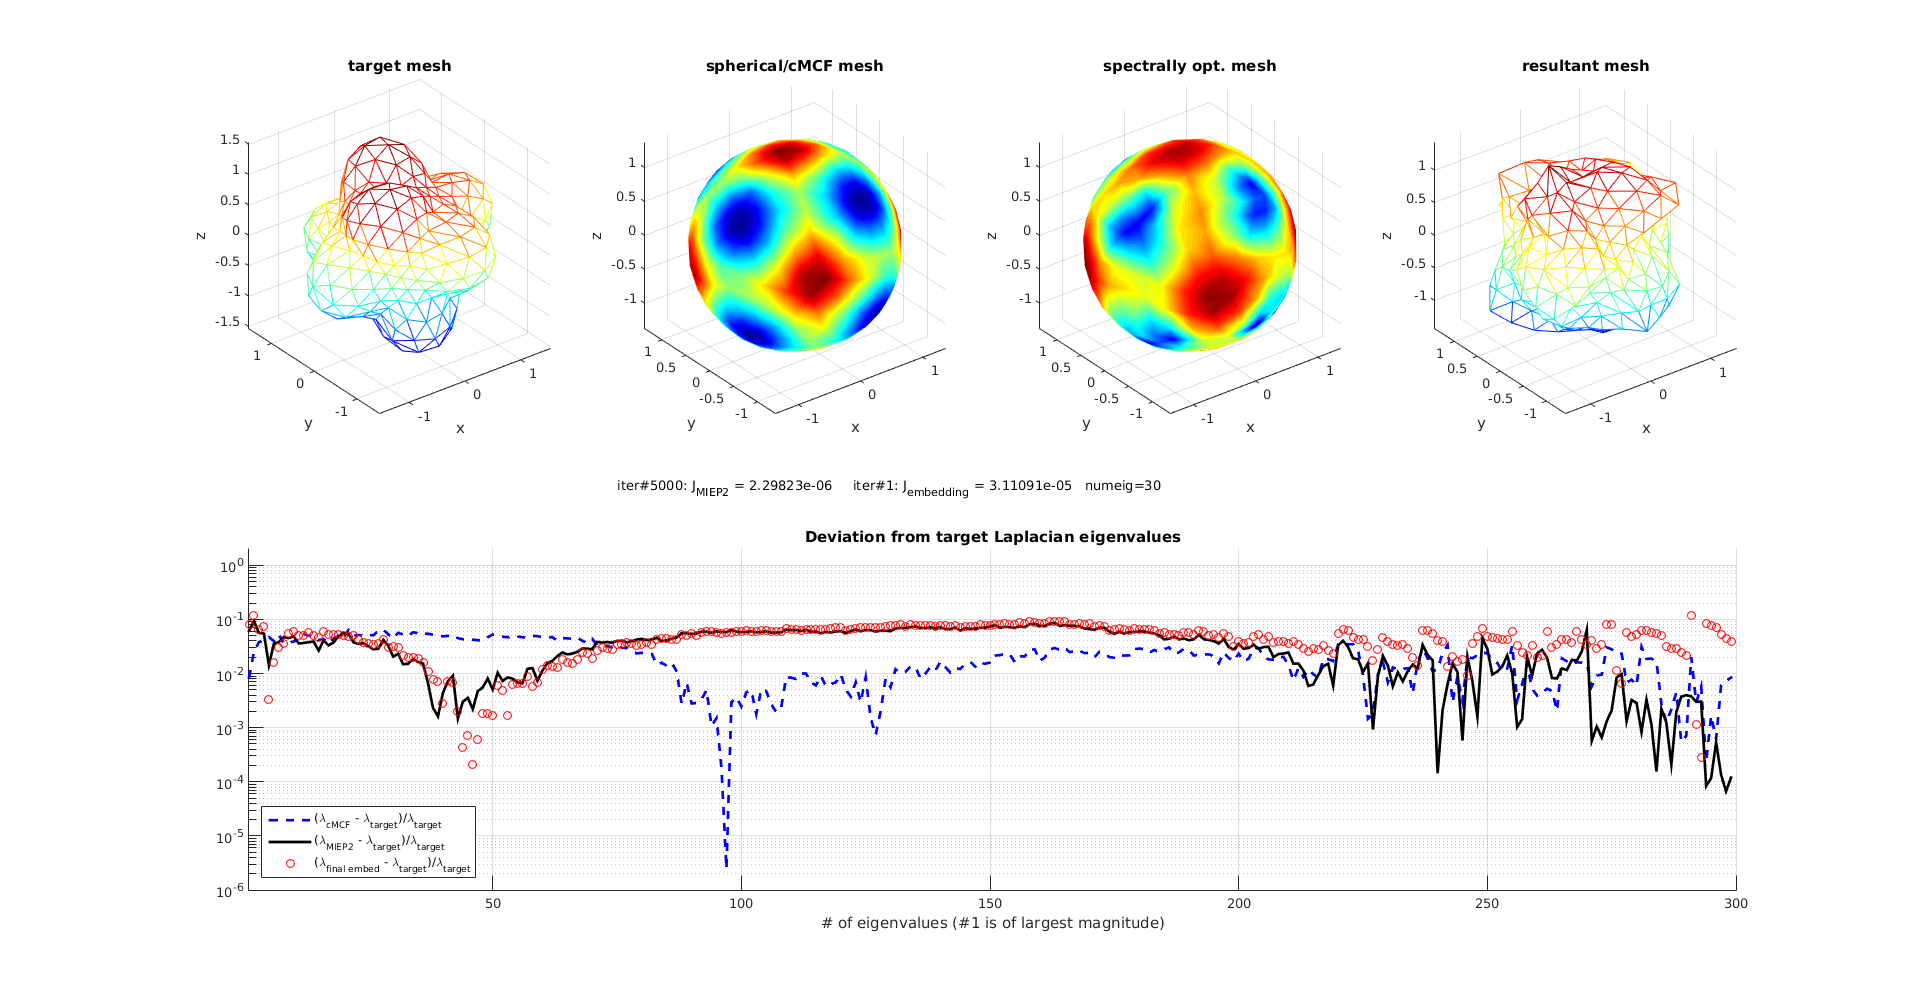 target mesh
spherical/cMCF mesh
spectrally opt. mesh
resultant mesh
1.5
1
0.5
0
-0.5
-1
-1.5
z
1
0
-1
y
-1
0
1
x
1
0.5
0
-0.5
-1
z
1
0.5
0
-0.5
-1
y
-1
0
1
x
1
0.5
0
-0.5
-1
z
1
0.5
0
-0.5
-1
y
-1
0
1
x
1
0.5
0
-0.5
-1
z
1
0.5
0
-0.5
-1
y
-1
0
1
x
iter#5000: J_MIEP2 = 2.29823e-06 iter#1: J_embedding = 3.11091e-05 numeig=30
Deviation from target Laplacian eigenvalues
10^0
10^-1
10^-2
10^-3
10^-4
10^-5
10^-6
(λ_cMCF - λ_target)/λ_target
(λ_MIEP2 - λ_target)/λ_target
(λ_final embed - λ_target)/λ_target
50
100
150
200
250
300
# of eigenvalues (#1 is of largest magnitude)